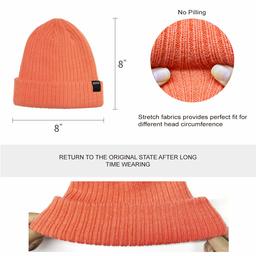 No Pilling
8"
8"
Stretch fabrics provides perfect fit for
different head circumference
RETURN TO THE ORIGINAL STATE AFTER LONG
TIME WEARING